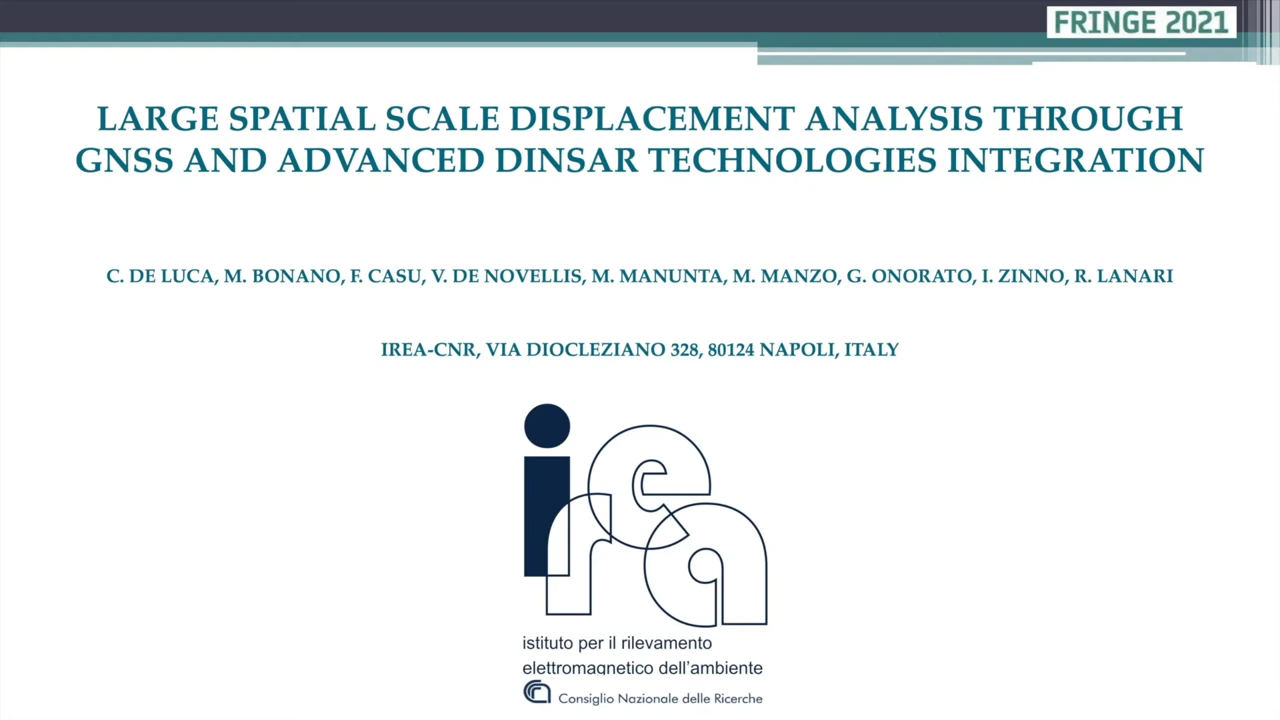 FRINGE 2021
LARGE SPATIAL SCALE DISPLACEMENT ANALYSIS THROUGH
GNSS AND ADVANCED DINSAR TECHNOLOGIES INTEGRATION
C. DE LUCA, M. BONANO, F. CASU, V. DE NOVELLIS, M. MANUNTA, M. MANZO, G. ONORATO, I. ZINNO, R. LANARI
IREA-CNR, VIA DIOCLEZIANO 328, 80124 NAPOLI, ITALY
irea
istituto per il rilevamento
elettromagnetico dell'ambiente
Consiglio Nazionale delle Ricerche